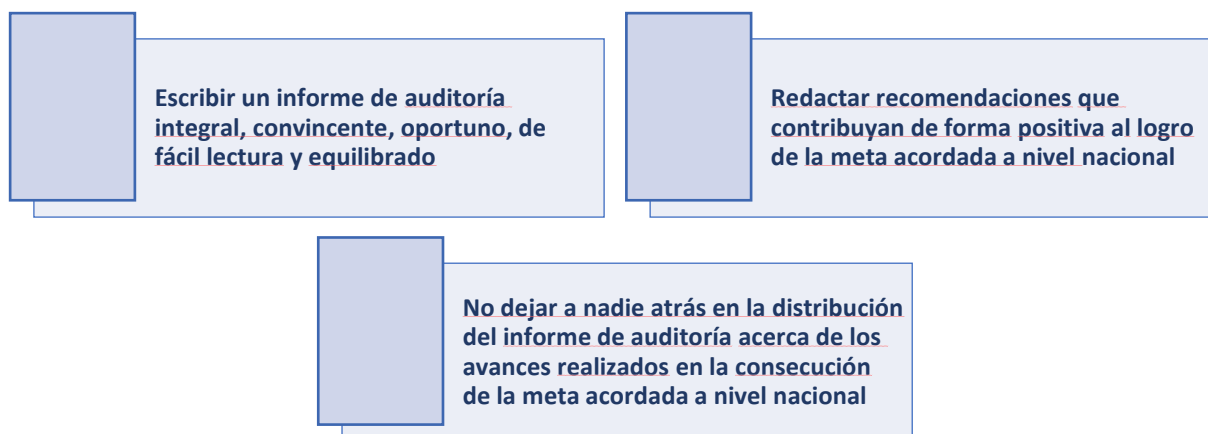 Escribir un informe de auditoría
integral, convincente, oportuno, de
fácil lectura y equilibrado
Redactar recomendaciones que
contribuyan de forma positiva al logro
de la meta acordada a nivel nacional
No dejar a nadie atrás en la distribución
del informe de auditoría acerca de los
avances realizados en la consecución
de la meta acordada a nivel nacional